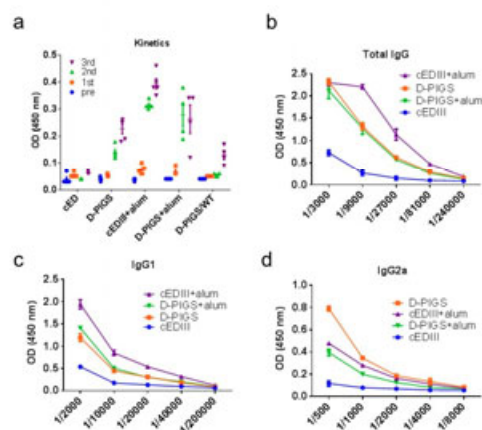 a
Kinetics
3rd
2nd
1st
pre
OD (450 nm)
0.5
0.4
0.3
0.2
0.1
0.0
cED
D-PIGS
cEDIII+alum
D-PIGS+alum
D-PIGS/WT
b
Total IgG
cEDIII+alum
D-PIGS
D-PIGS+alum
cEDIII
OD (450 nm)
2.5
2.0
1.5
1.0
0.5
0.0
1/3000
1/9000
1/27000
1/81000
1/240000
c
IgG1
cEDIII+alum
D-PIGS+alum
D-PIGS
cEDIII
OD (450 nm)
2.5
2.0
1.5
1.0
0.5
0.0
1/2000
1/10000
1/20000
1/40000
1/200000
d
IgG2a
D-PIGS
cEDIII+alum
D-PIGS+alum
cEDIII
OD (450 nm)
1.0
0.8
0.6
0.4
0.2
0.0
1/500
1/1000
1/2000
1/4000
1/8000